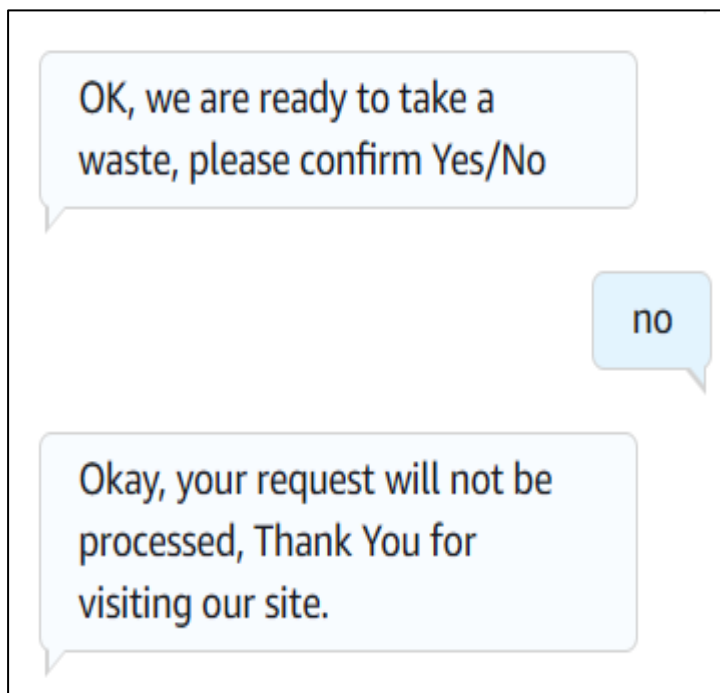 OK, we are ready to take a
waste, please confirm Yes/No
no
Okay, your request will not be
processed, Thank You for
visiting our site.